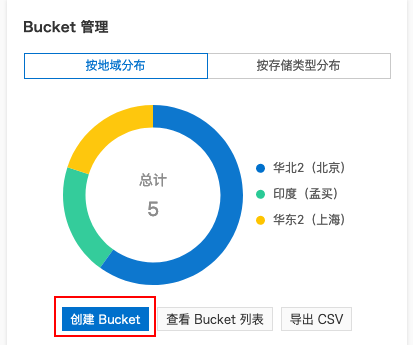 Bucket 管理
按地域分布
按存储类型分布
总计
5
华北2（北京）
印度（孟买）
华东2（上海）
创建 Bucket
查看 Bucket 列表
导出 CSV